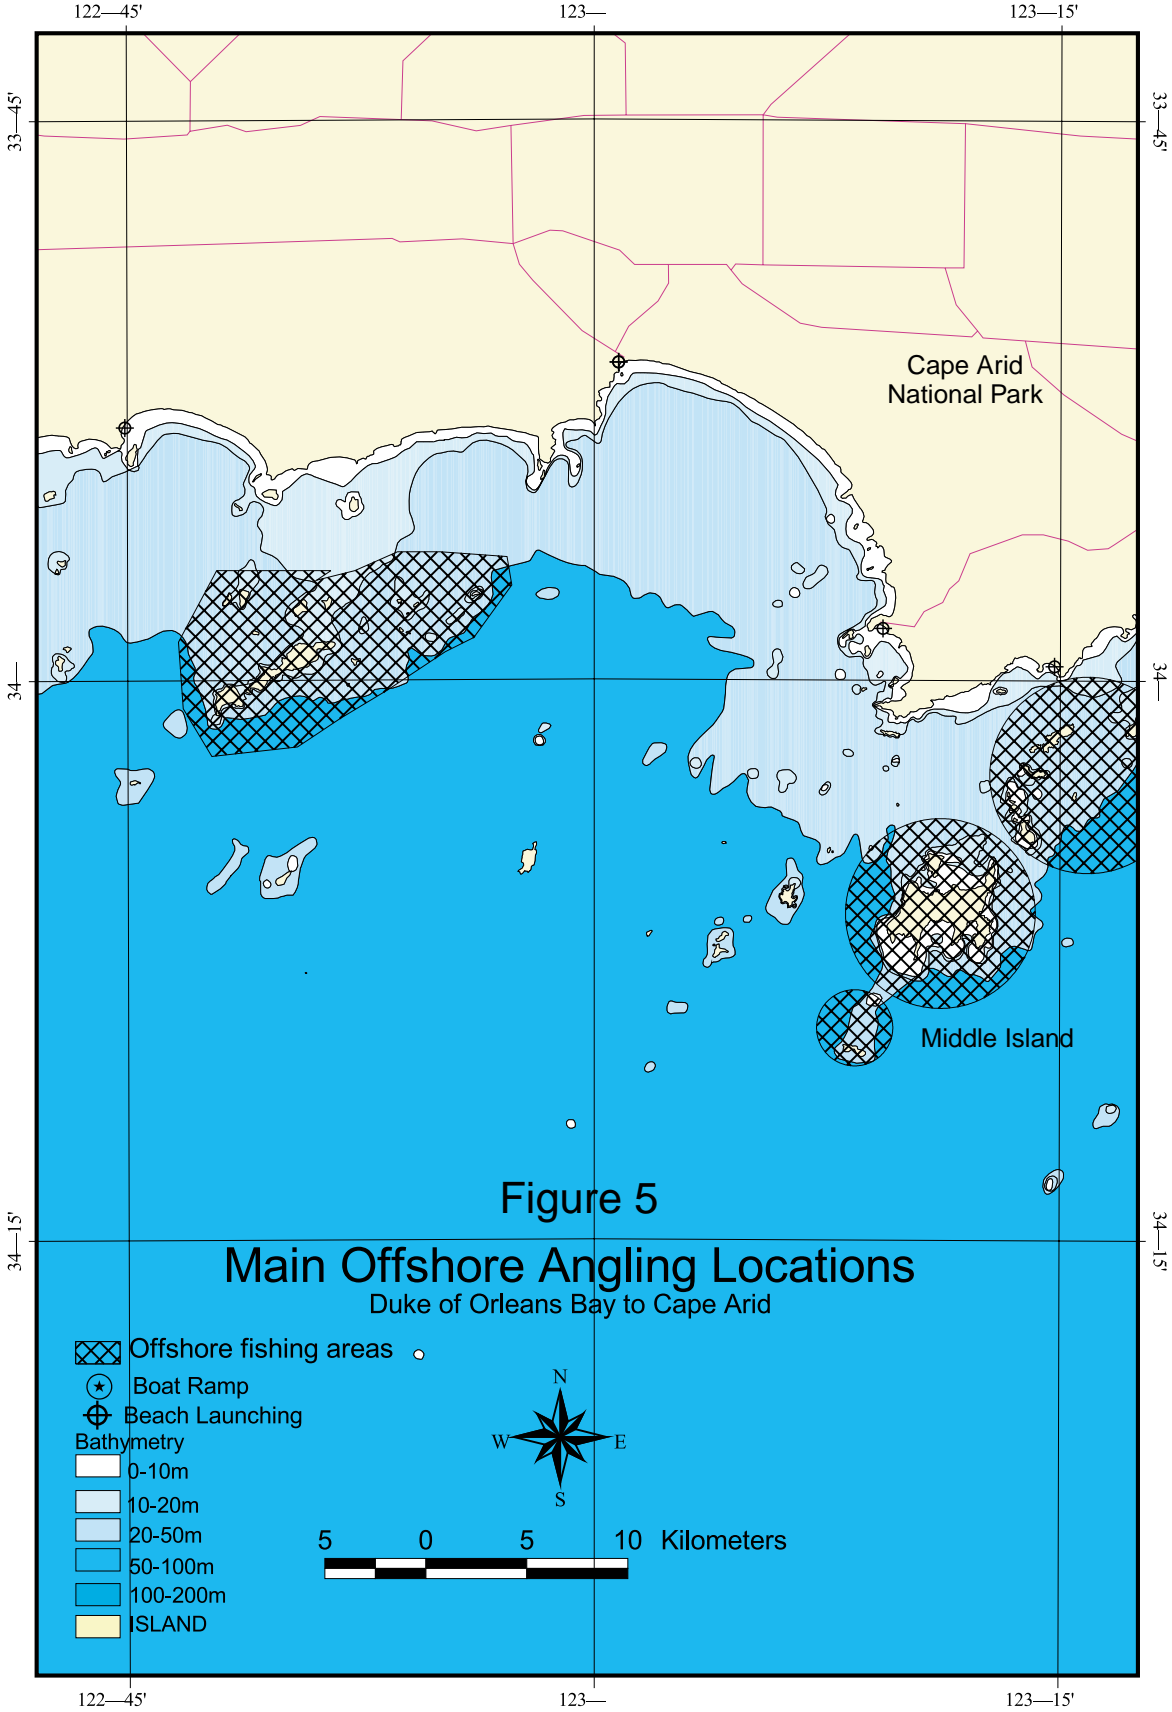 122—45'
123—
123—15'
33—45'
33—45'
Cape Arid
National Park
34—
34—
Middle Island
Figure 5
34—15'
34—15'
Main Offshore Angling Locations
Duke of Orleans Bay to Cape Arid
Offshore fishing areas
Boat Ramp
Beach Launching
Bathymetry
0-10m
10-20m
20-50m
50-100m
100-200m
ISLAND
N
W
E
S
5 0 5 10 Kilometers
122—45'
123—
123—15'